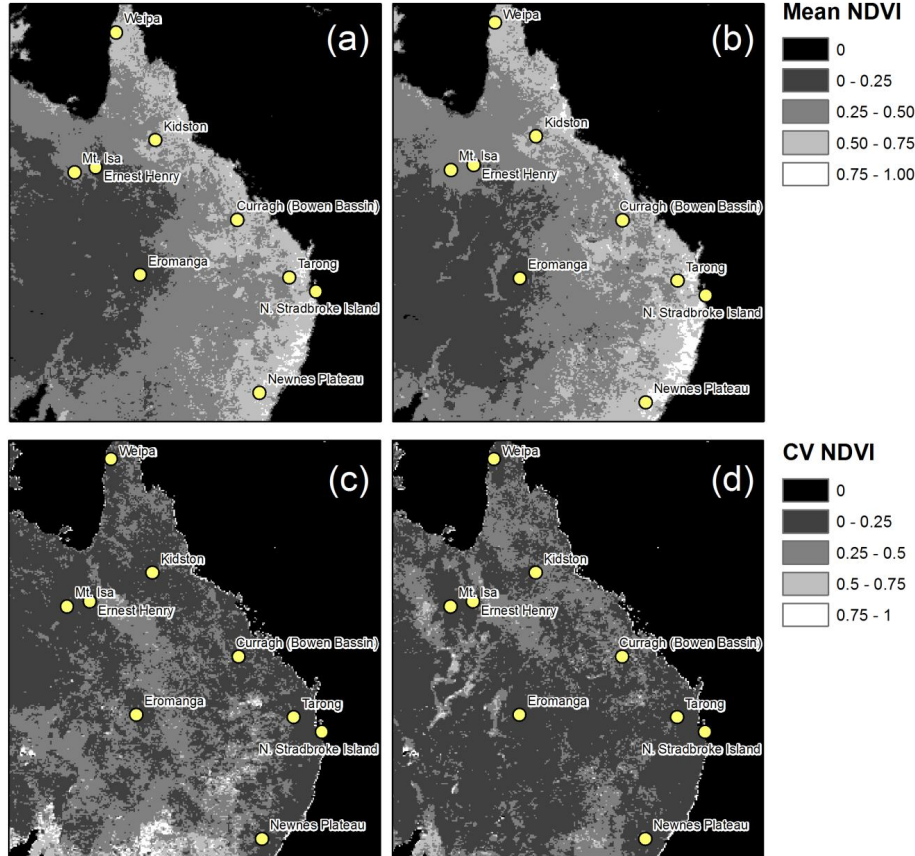 (a)
Weipa
Kidston
Mt. Isa
Ernest Henry
Curragh (Bowen Bassin)
Eromanga
Tarong
N. Stradbroke Island
Newnes Plateau
(b)
Weipa
Kidston
Mt. Isa
Ernest Henry
Curragh (Bowen Bassin)
Eromanga
Tarong
N. Stradbroke Island
Newnes Plateau
Mean NDVI
0
0 - 0.25
0.25 - 0.50
0.50 - 0.75
0.75 - 1.00
(c)
Weipa
Kidston
Mt. Isa
Ernest Henry
Curragh (Bowen Bassin)
Eromanga
Tarong
N. Stradbroke Island
Newnes Plateau
(d)
Weipa
Kidston
Mt. Isa
Ernest Henry
Curragh (Bowen Bassin)
Eromanga
Tarong
N. Stradbroke Island
Newnes Plateau
CV NDVI
0
0 - 0.25
0.25 - 0.5
0.5 - 0.75
0.75 - 1